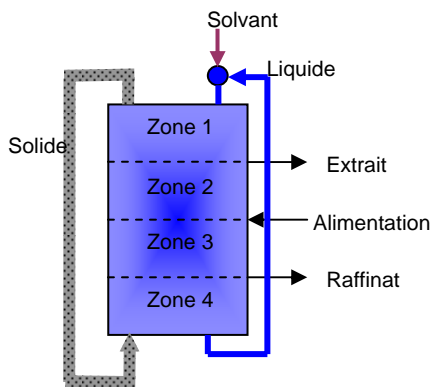 Solvant
Liquide
Zone 1
Solide
Extrait
Zone 2
Alimentation
Zone 3
Raffinat
Zone 4